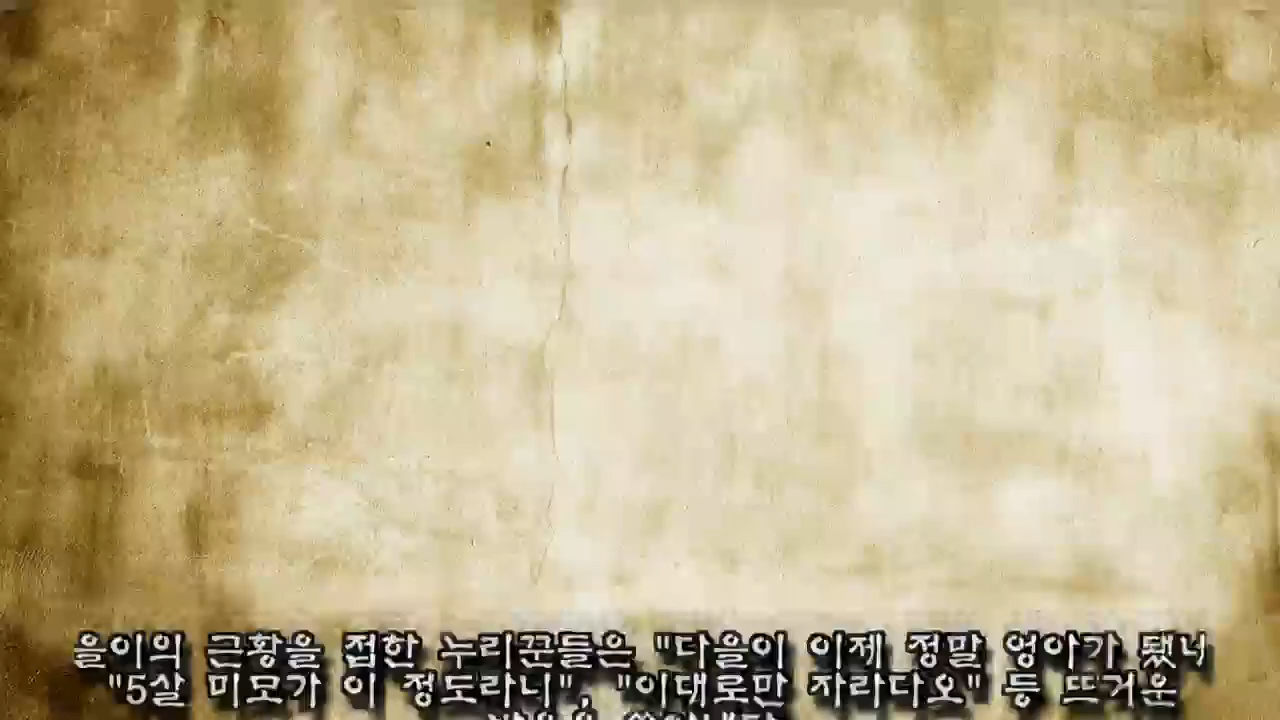 을이의 근황을 접한 누리꾼들은 "다을이 이제 정말 엉아가 됐너
"5살 미모가 이 정도라니", "이대로만 자라다오" 등 뜨거운